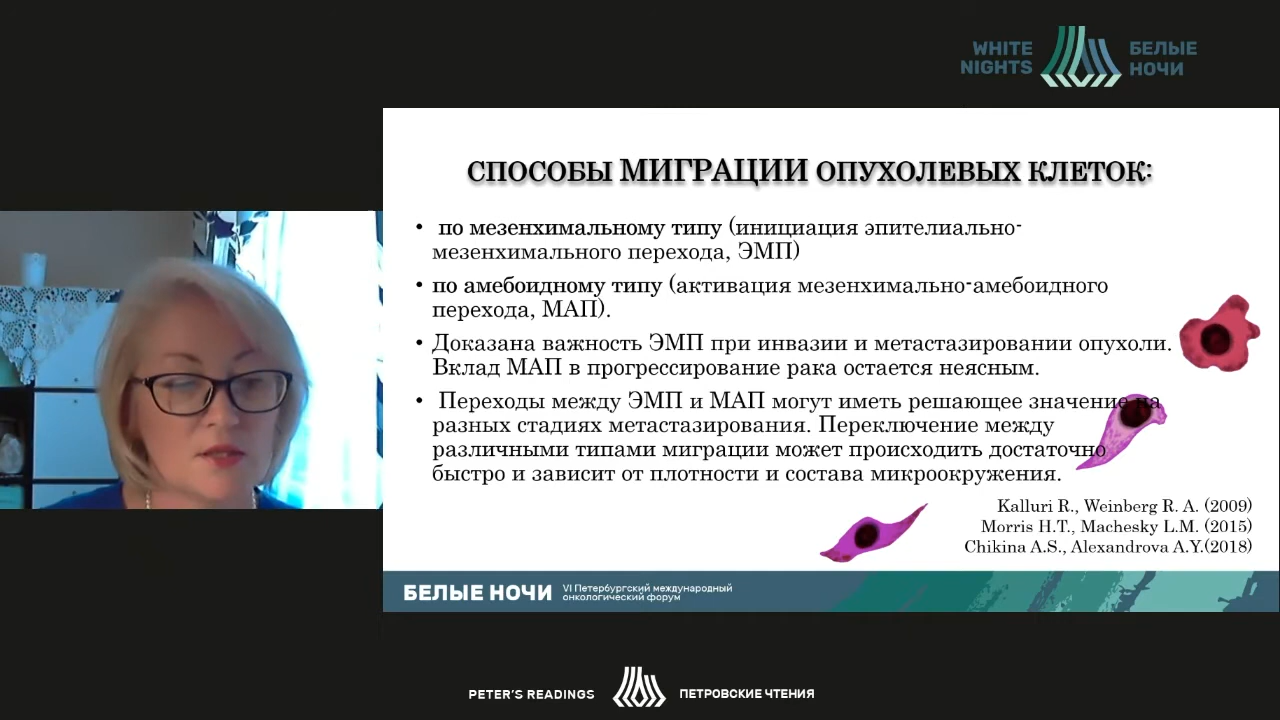 WHITE
NIGHTS
БЕЛЫЕ
НОЧИ
СПОСОБЫ МИГРАЦИИ ОПУХОЛЕВЫХ КЛЕТОК:
• по мезенхимальному типу (инициация эпителиально-
мезенхимального перехода, ЭМП)
• по амебоидному типу (активация мезенхимально-амебоидного
перехода, МАП).
• Доказана важность ЭМП при инвазии и метастазировании опухоли.
Вклад МАП в прогрессирование рака остается неясным.
• Переходы между ЭМП и МАП могут иметь решающее значение на
разных стадиях метастазирования. Переключение между
различными типами миграции может происходить достаточно
быстро и зависит от плотности и состава микроокружения.
Kalluri R., Weinberg R. A. (2009)
Morris H.T., Machesky L.M. (2015)
Chikina A.S., Alexandrova A.Y.(2018)
БЕЛЫЕ НОЧИ
VI Петербургский международный
онкологический форум
PETER'S READINGS
ПЕТРОВСКИЕ ЧТЕНИЯ